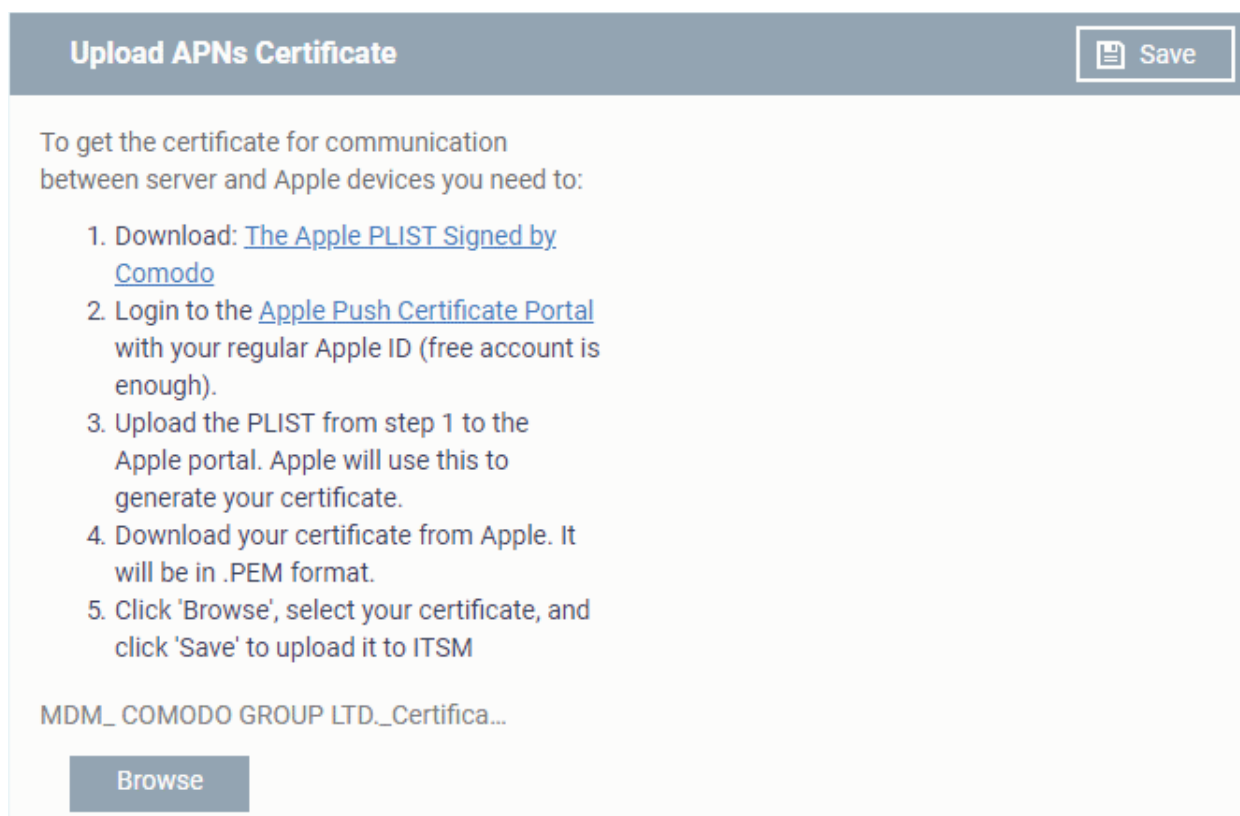 Upload APNs Certificate
Save
To get the certificate for communication
between server and Apple devices you need to:
1. Download: The Apple PLIST Signed by
Comodo
2. Login to the Apple Push Certificate Portal
with your regular Apple ID (free account is
enough).
3. Upload the PLIST from step 1 to the
Apple portal. Apple will use this to
generate your certificate.
4. Download your certificate from Apple. It
will be in .PEM format.
5. Click 'Browse', select your certificate, and
click 'Save' to upload it to ITSM
MDM_ COMODO GROUP LTD._Certifica...
Browse